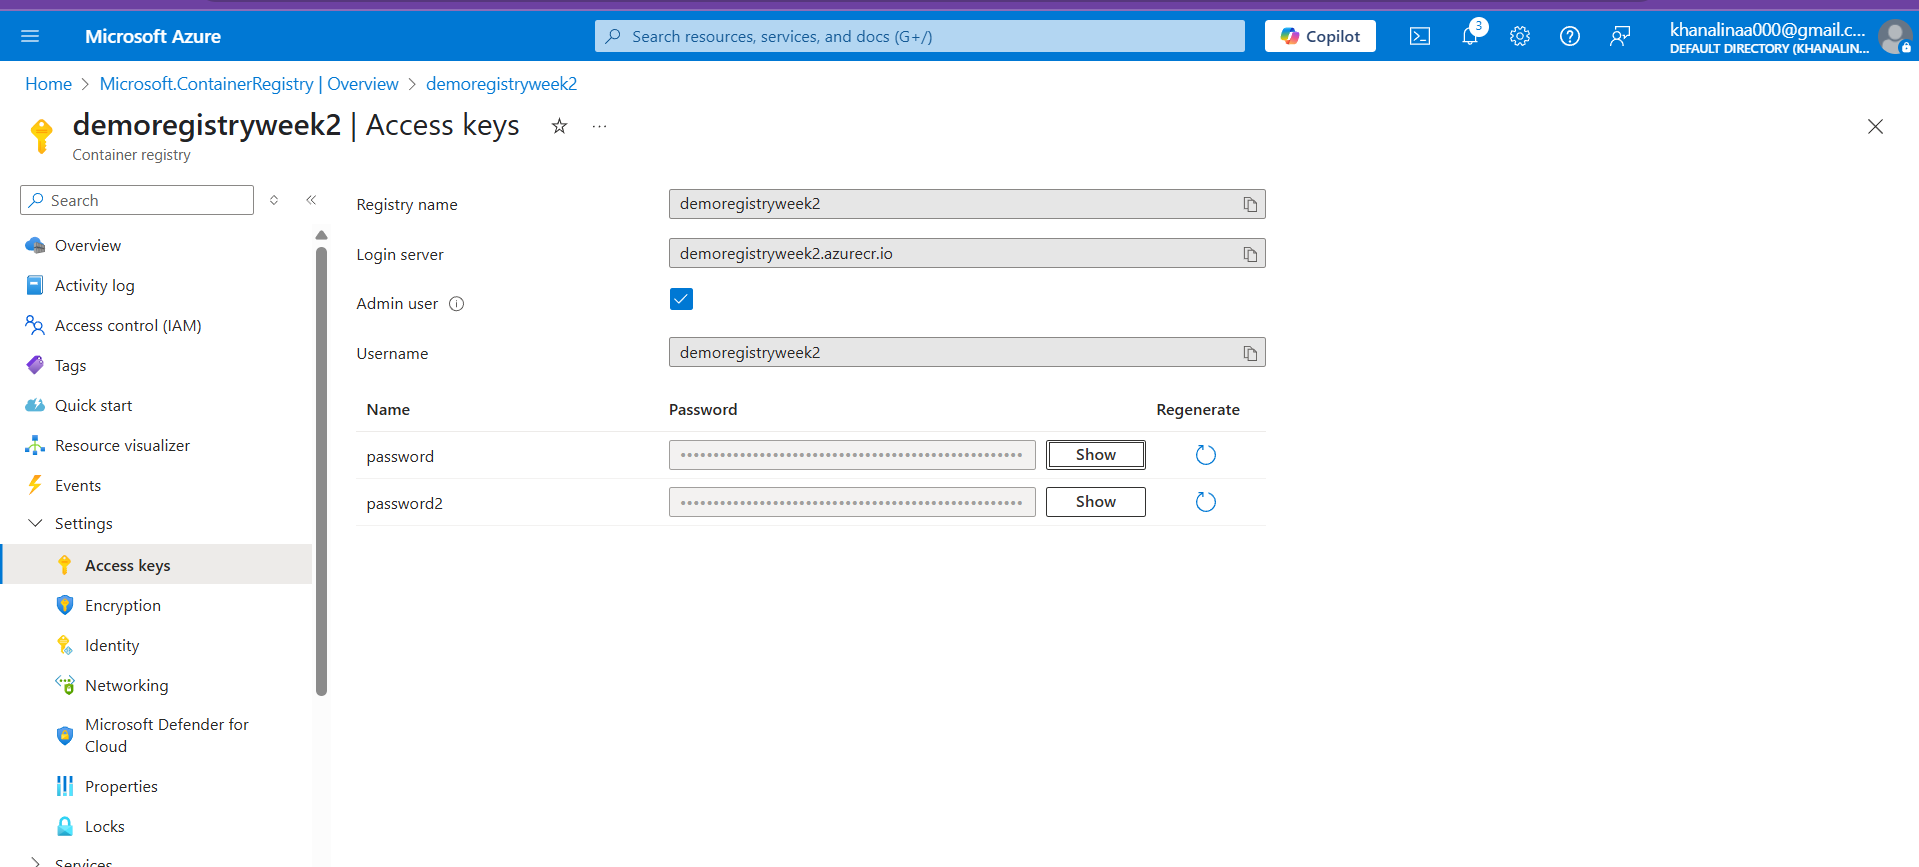 Microsoft Azure
Search resources, services, and docs (G+/)
Copilot
3
khanalinaa000@gmail.c...
DEFAULT DIRECTORY (KHANALIN...
Home > Microsoft.ContainerRegistry | Overview > demoregistryweek2
demoregistryweek2 | Access keys
Container registry
Search
Overview
Activity log
Access control (IAM)
Tags
Quick start
Resource visualizer
Events
Settings
Access keys
Encryption
Identity
Networking
Microsoft Defender for
Cloud
Properties
Locks
Services
Registry name
demoregistryweek2
Login server
demoregistryweek2.azurecr.io
Admin user
Username
demoregistryweek2
Name Password Regenerate
password Show
password2 Show